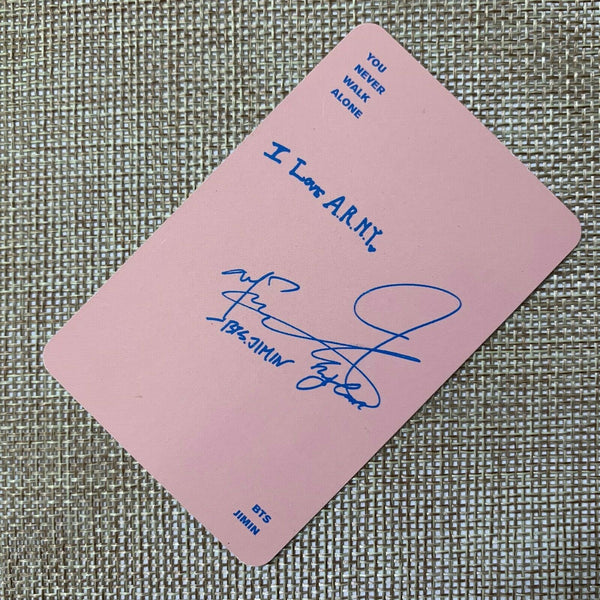 YOU
NEVER
WALK
ALONE
I Love A.R.M.Y.
BTS. JIMIN
BTS
JIMIN